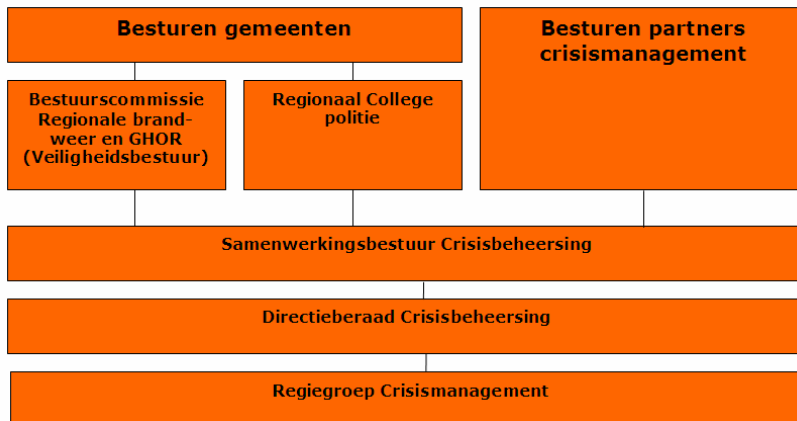 Besturen gemeenten
Besturen partners
crisismanagement
Bestuurscommissie
Regionale brand-
weer en GHOR
(Veiligheidsbestuur)
Regionaal College
politie
Samenwerkingsbestuur Crisisbeheersing
Directieberaad Crisisbeheersing
Regiegroep Crisismanagement